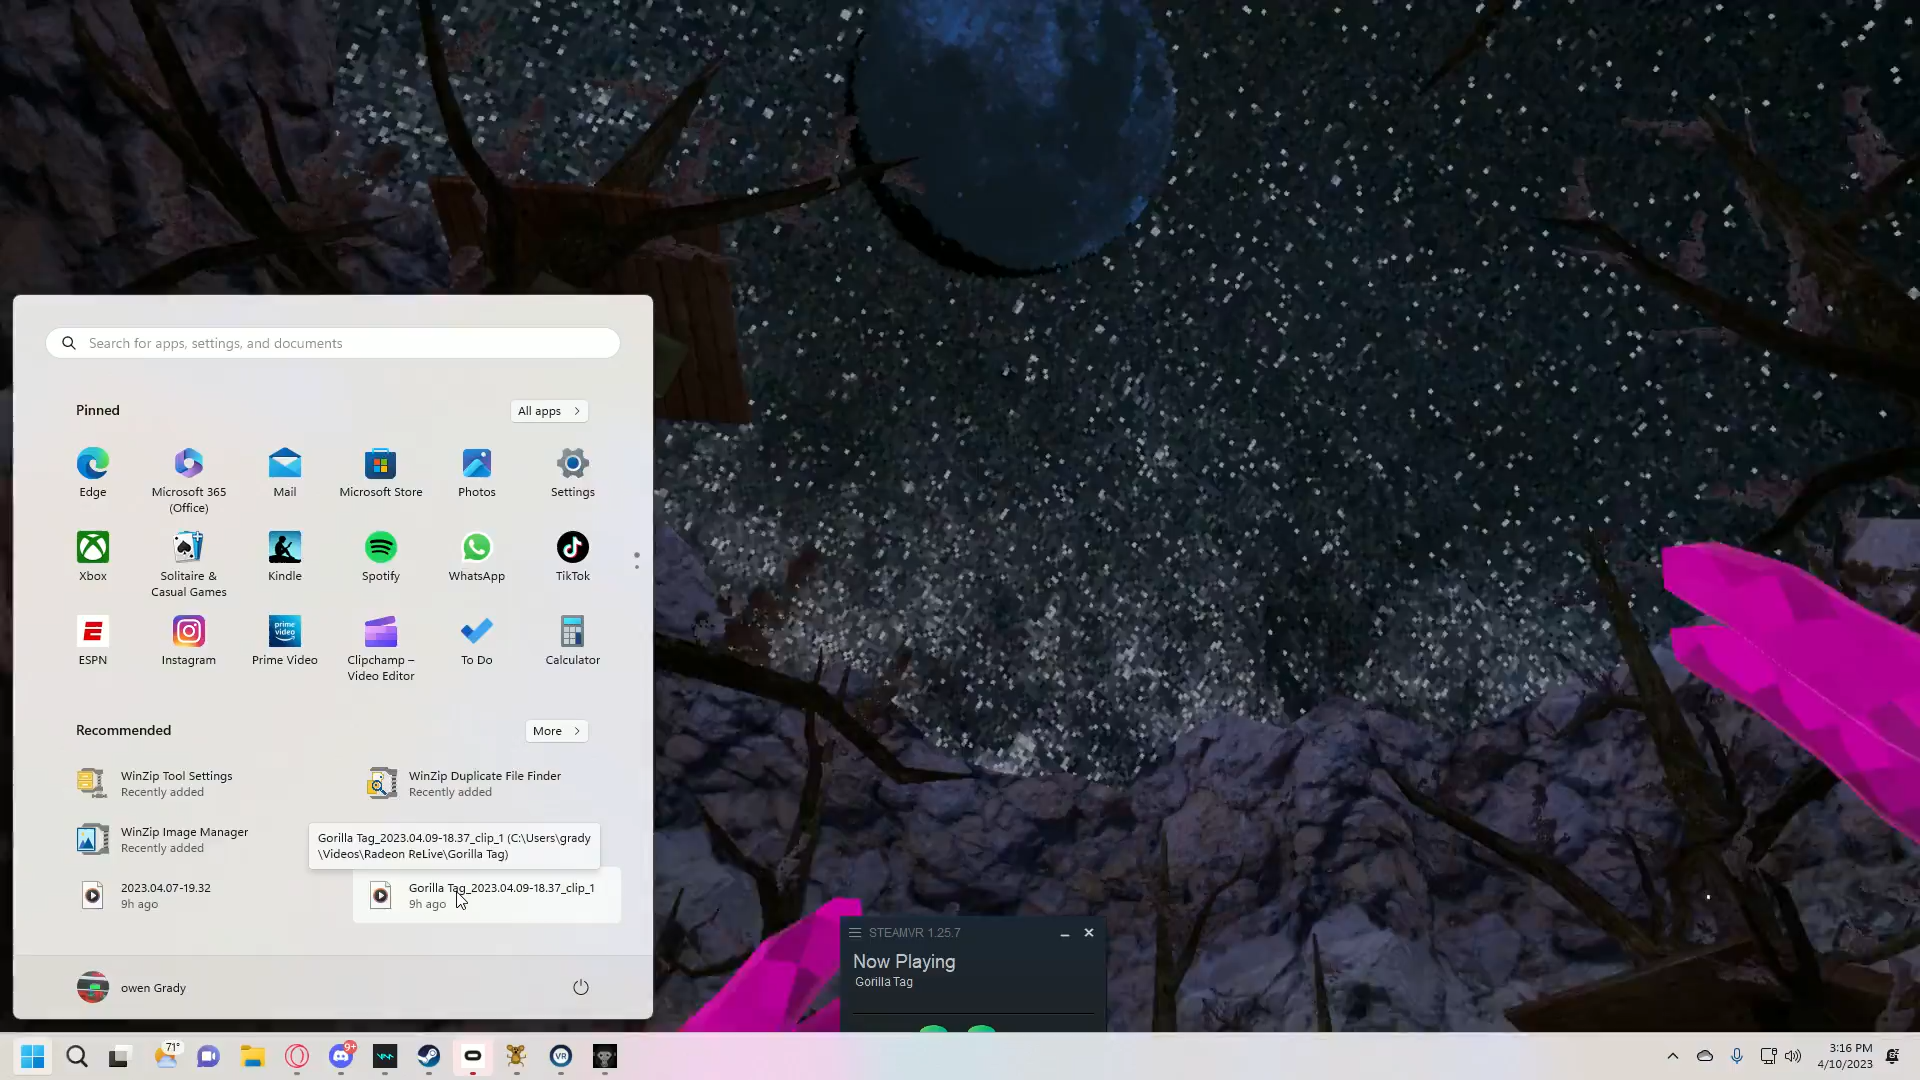 Search for apps, settings, and documents
Pinned
All apps
Edge
Microsoft 365
(Office)
Mail
Microsoft Store
Photos
Settings
Xbox
Solitaire &
Casual Games
Kindle
Spotify
WhatsApp
TikTok
ESPN
Instagram
prime
video
Prime Video
Clipchamp –
Video Editor
To Do
Calculator
Recommended
More
WinZip Tool Settings
Recently added
WinZip Duplicate File Finder
Recently added
WinZip Image Manager
Recently added
Gorilla Tag_2023.04.09-18.37_clip_1 (C:\Users\grady
\Videos\Radeon ReLive\Gorilla Tag)
2023.04.07-19.32
9h ago
Gorilla Tag_2023.04.09-18.37_clip_1
9h ago
owen Grady
STEAMVR 1.25.7
Now Playing
Gorilla Tag
71°
9+
VR
3:16 PM
4/10/2023